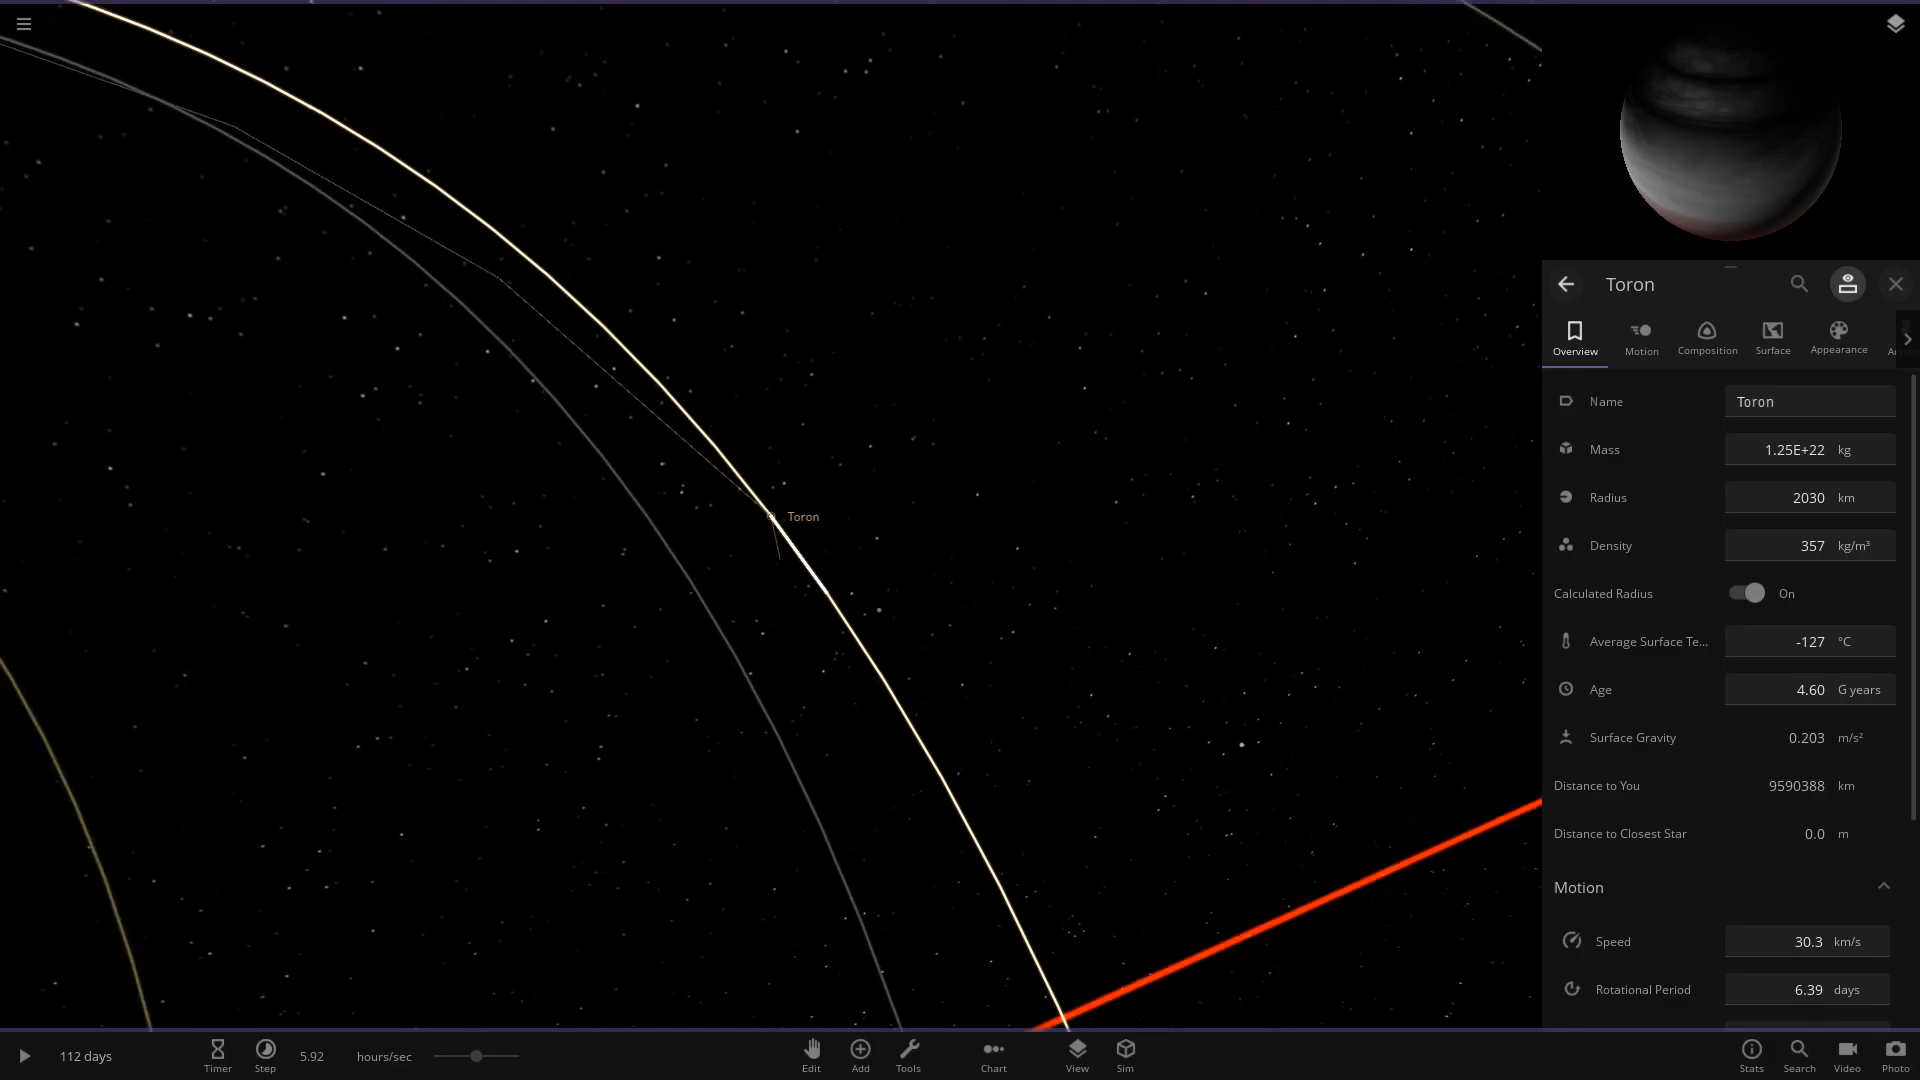 Toron
Toron
Overview
Motion
Composition
Surface
Appearance
Name
Toron
Mass
1.25E+22 kg
Radius
2030 km
Density
357 kg/m³
Calculated Radius
On
Average Surface Te...
-127 °C
Age
4.60 G years
Surface Gravity
0.203 m/s²
Distance to You
9590388 km
Distance to Closest Star
0.0 m
Motion
Speed
30.3 km/s
Rotational Period
6.39 days
112 days
Timer
Step
5.92 hours/sec
Edit
Add
Tools
Chart
View
Sim
Stats
Search
Video
Photo